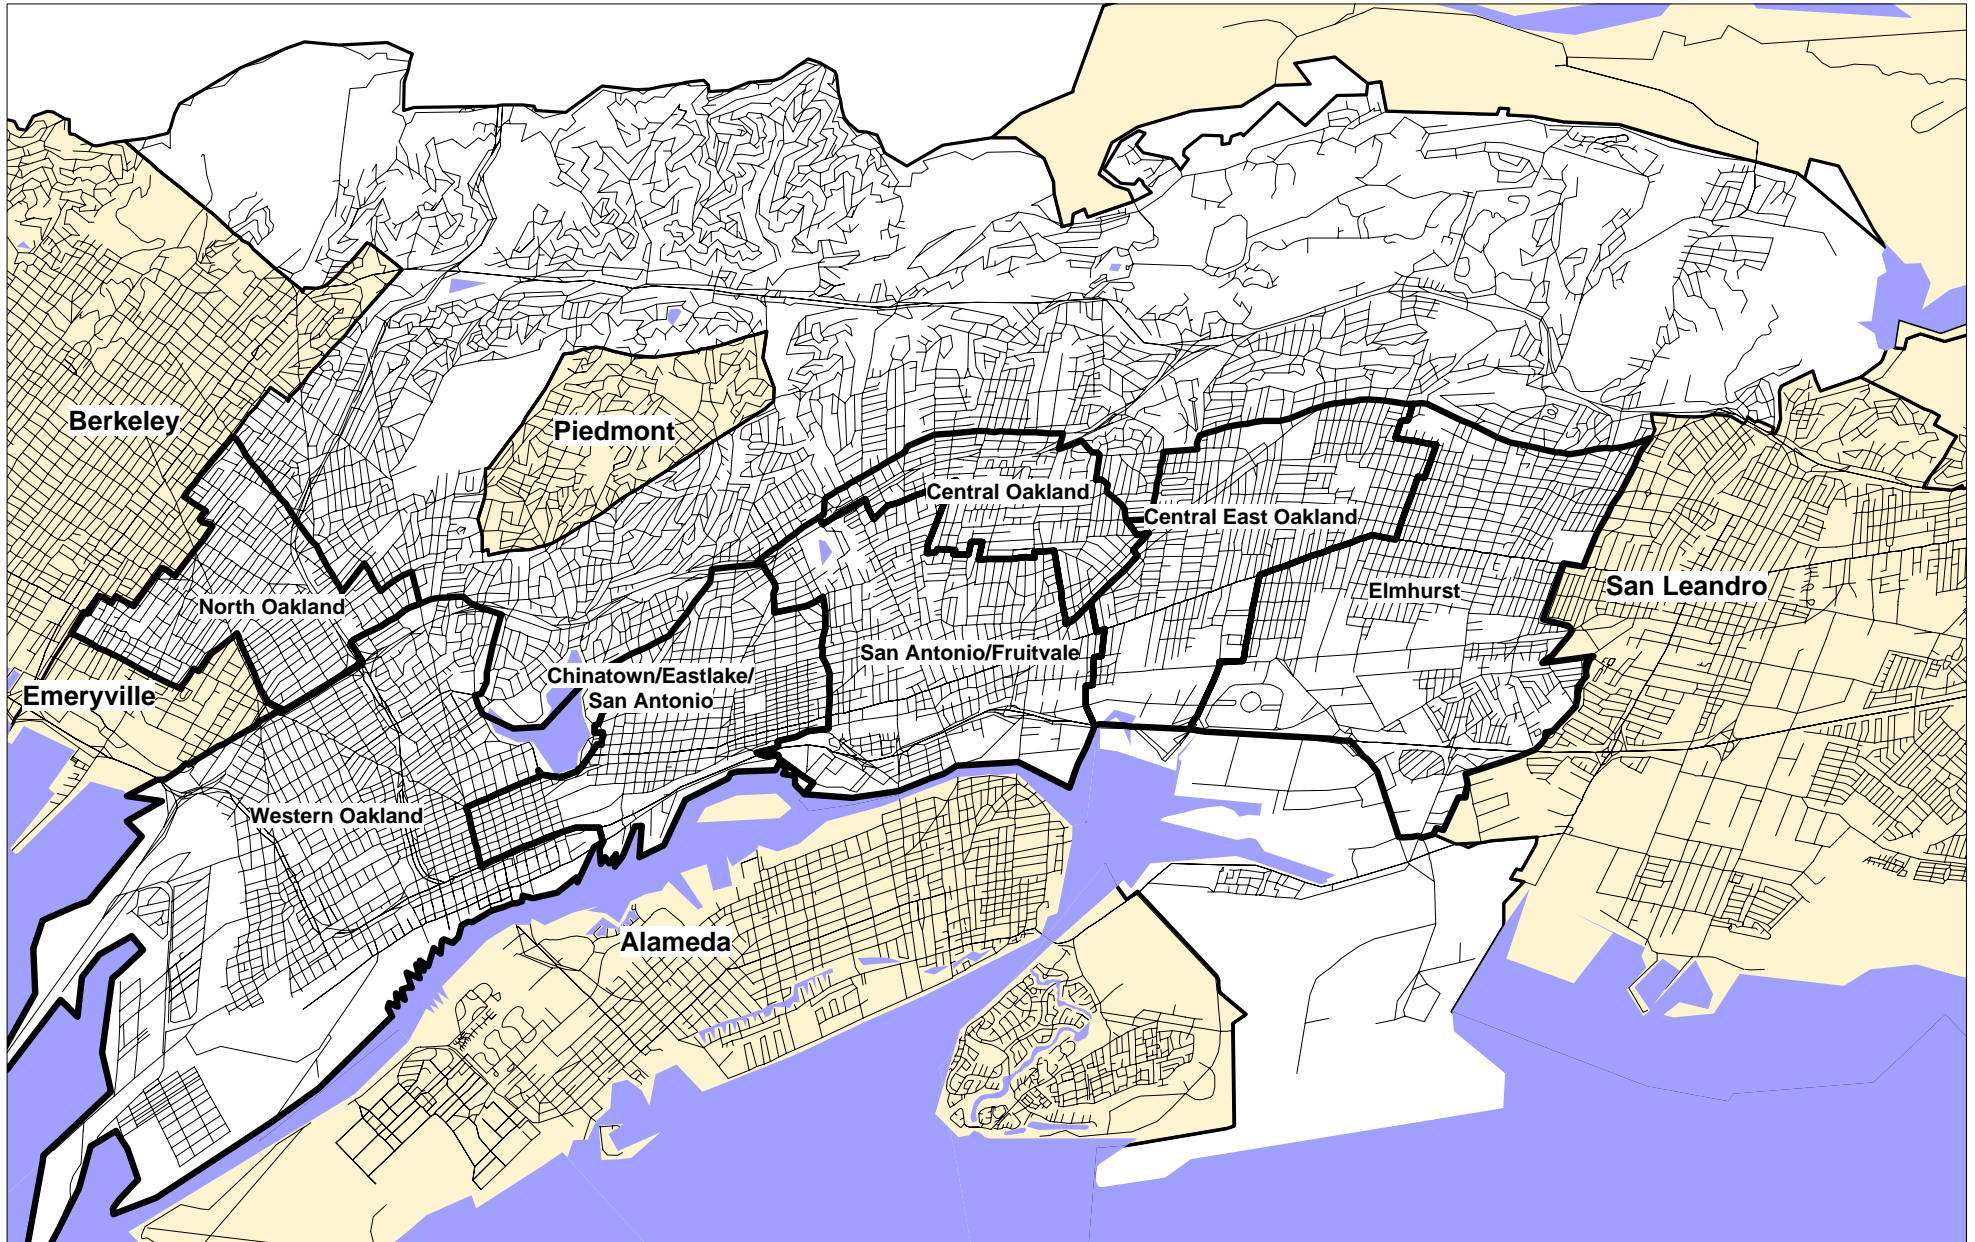 Berkeley
Piedmont
Central Oakland
Central East Oakland
San Leandro
Elmhurst
North Oakland
San Antonio/Fruitvale
Chinatown/Eastlake/
San Antonio
Emeryville
Western Oakland
Alameda